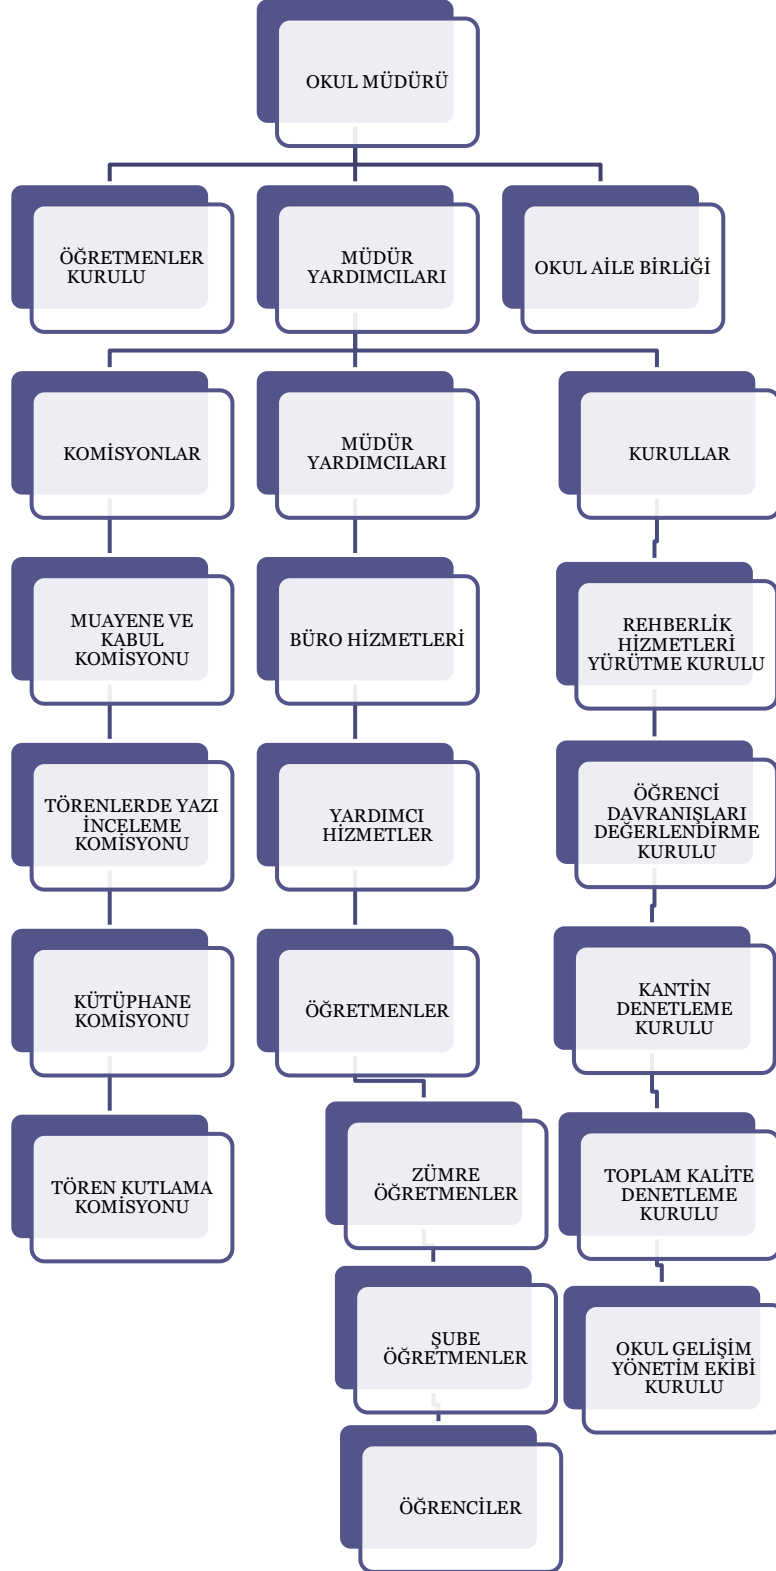 OKUL MÜDÜRÜ
ÖĞRETMENLER
KURULU
MÜDÜR
YARDIMCILARI
OKUL AİLE BİRLİĞİ
KOMİSYONLAR
MÜDÜR
YARDIMCILARI
KURULLAR
MUAYENE VE
KABUL
KOMİSYONU
BÜRO HİZMETLERİ
REHBERLİK
HİZMETLERİ
YÜRÜTME KURULU
TÖRENLERDE YAZI
İNCELEME
KOMİSYONU
YARDIMCI
HİZMETLER
ÖĞRENCİ
DAVRANIŞLARI
DEĞERLENDİRME
KURULU
KÜTÜPHANE
KOMİSYONU
ÖĞRETMENLER
KANTİN
DENETLEME
KURULU
TÖREN KUTLAMA
KOMİSYONU
ZÜMRE
ÖĞRETMENLER
TOPLAM KALİTE
DENETLEME
KURULU
ŞUBE
ÖĞRETMENLER
OKUL GELİŞİM
YÖNETİM EKİBİ
KURULU
ÖĞRENCİLER